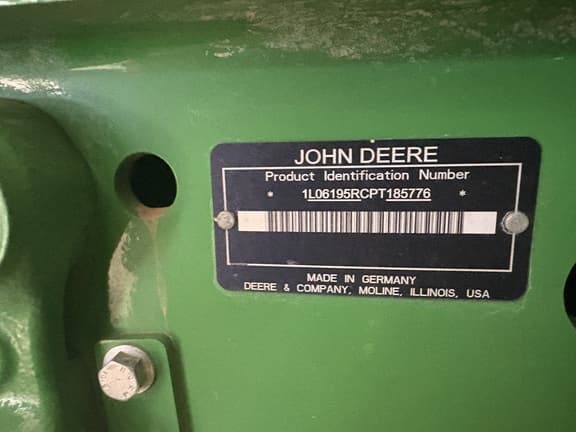 JOHN DEERE
Product Identification Number
* 1L06195RCPT185776 *
MADE IN GERMANY
DEERE & COMPANY, MOLINE, ILLINOIS, USA